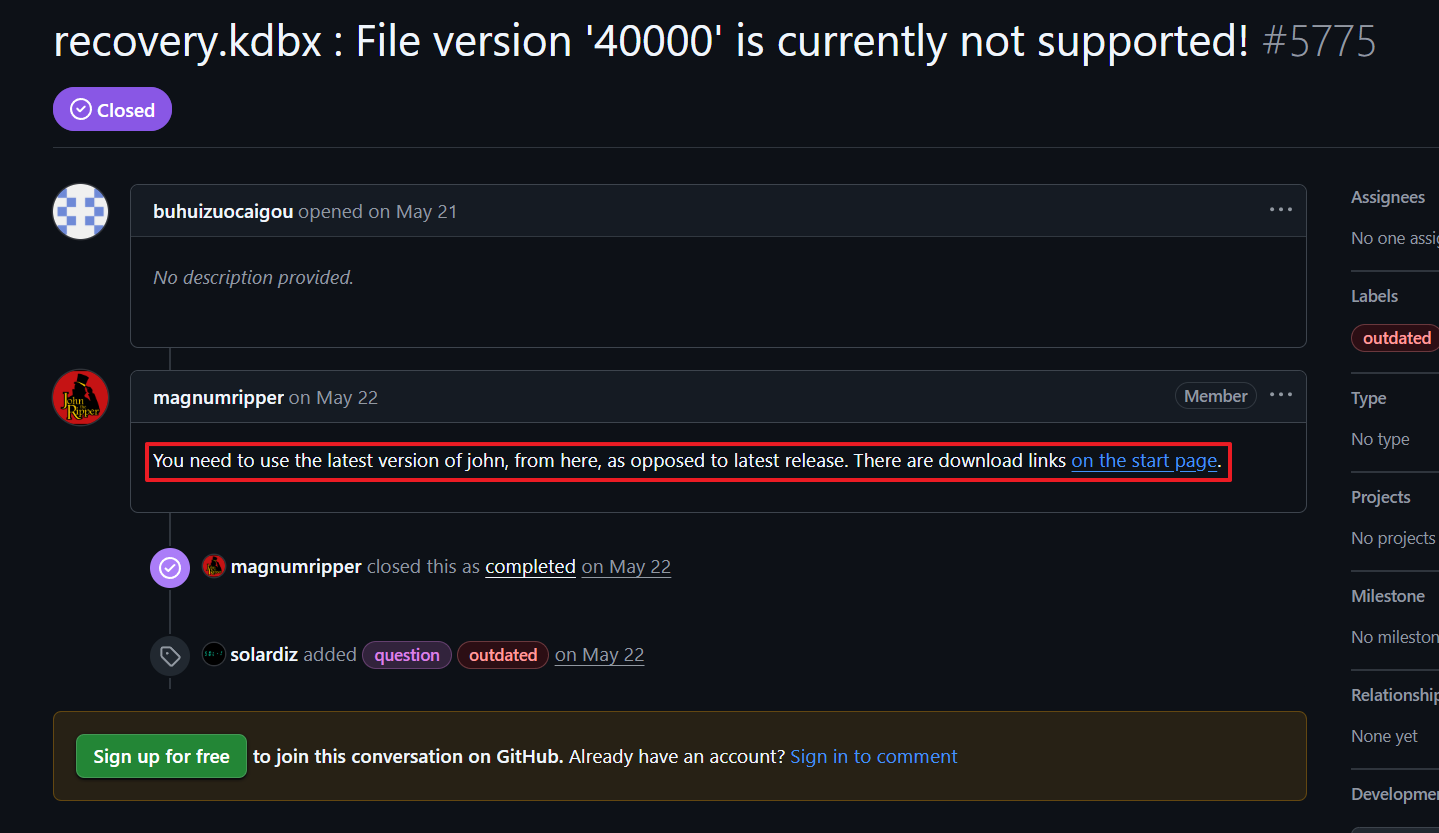 recovery.kdbx : File version '40000' is currently not supported! #5775
Closed
buhuizuocaigou opened on May 21
No description provided.
magnumripper on May 22
Member
You need to use the latest version of john, from here, as opposed to latest release. There are download links on the start page.
magnumripper closed this as completed on May 22
solardiz added question outdated on May 22
Sign up for free to join this conversation on GitHub. Already have an account? Sign in to comment
Assignees
No one assig
Labels
outdated
Type
No type
Projects
No projects
Milestone
No mileston
Relationship
None yet
Developmen
John
the
Ripper